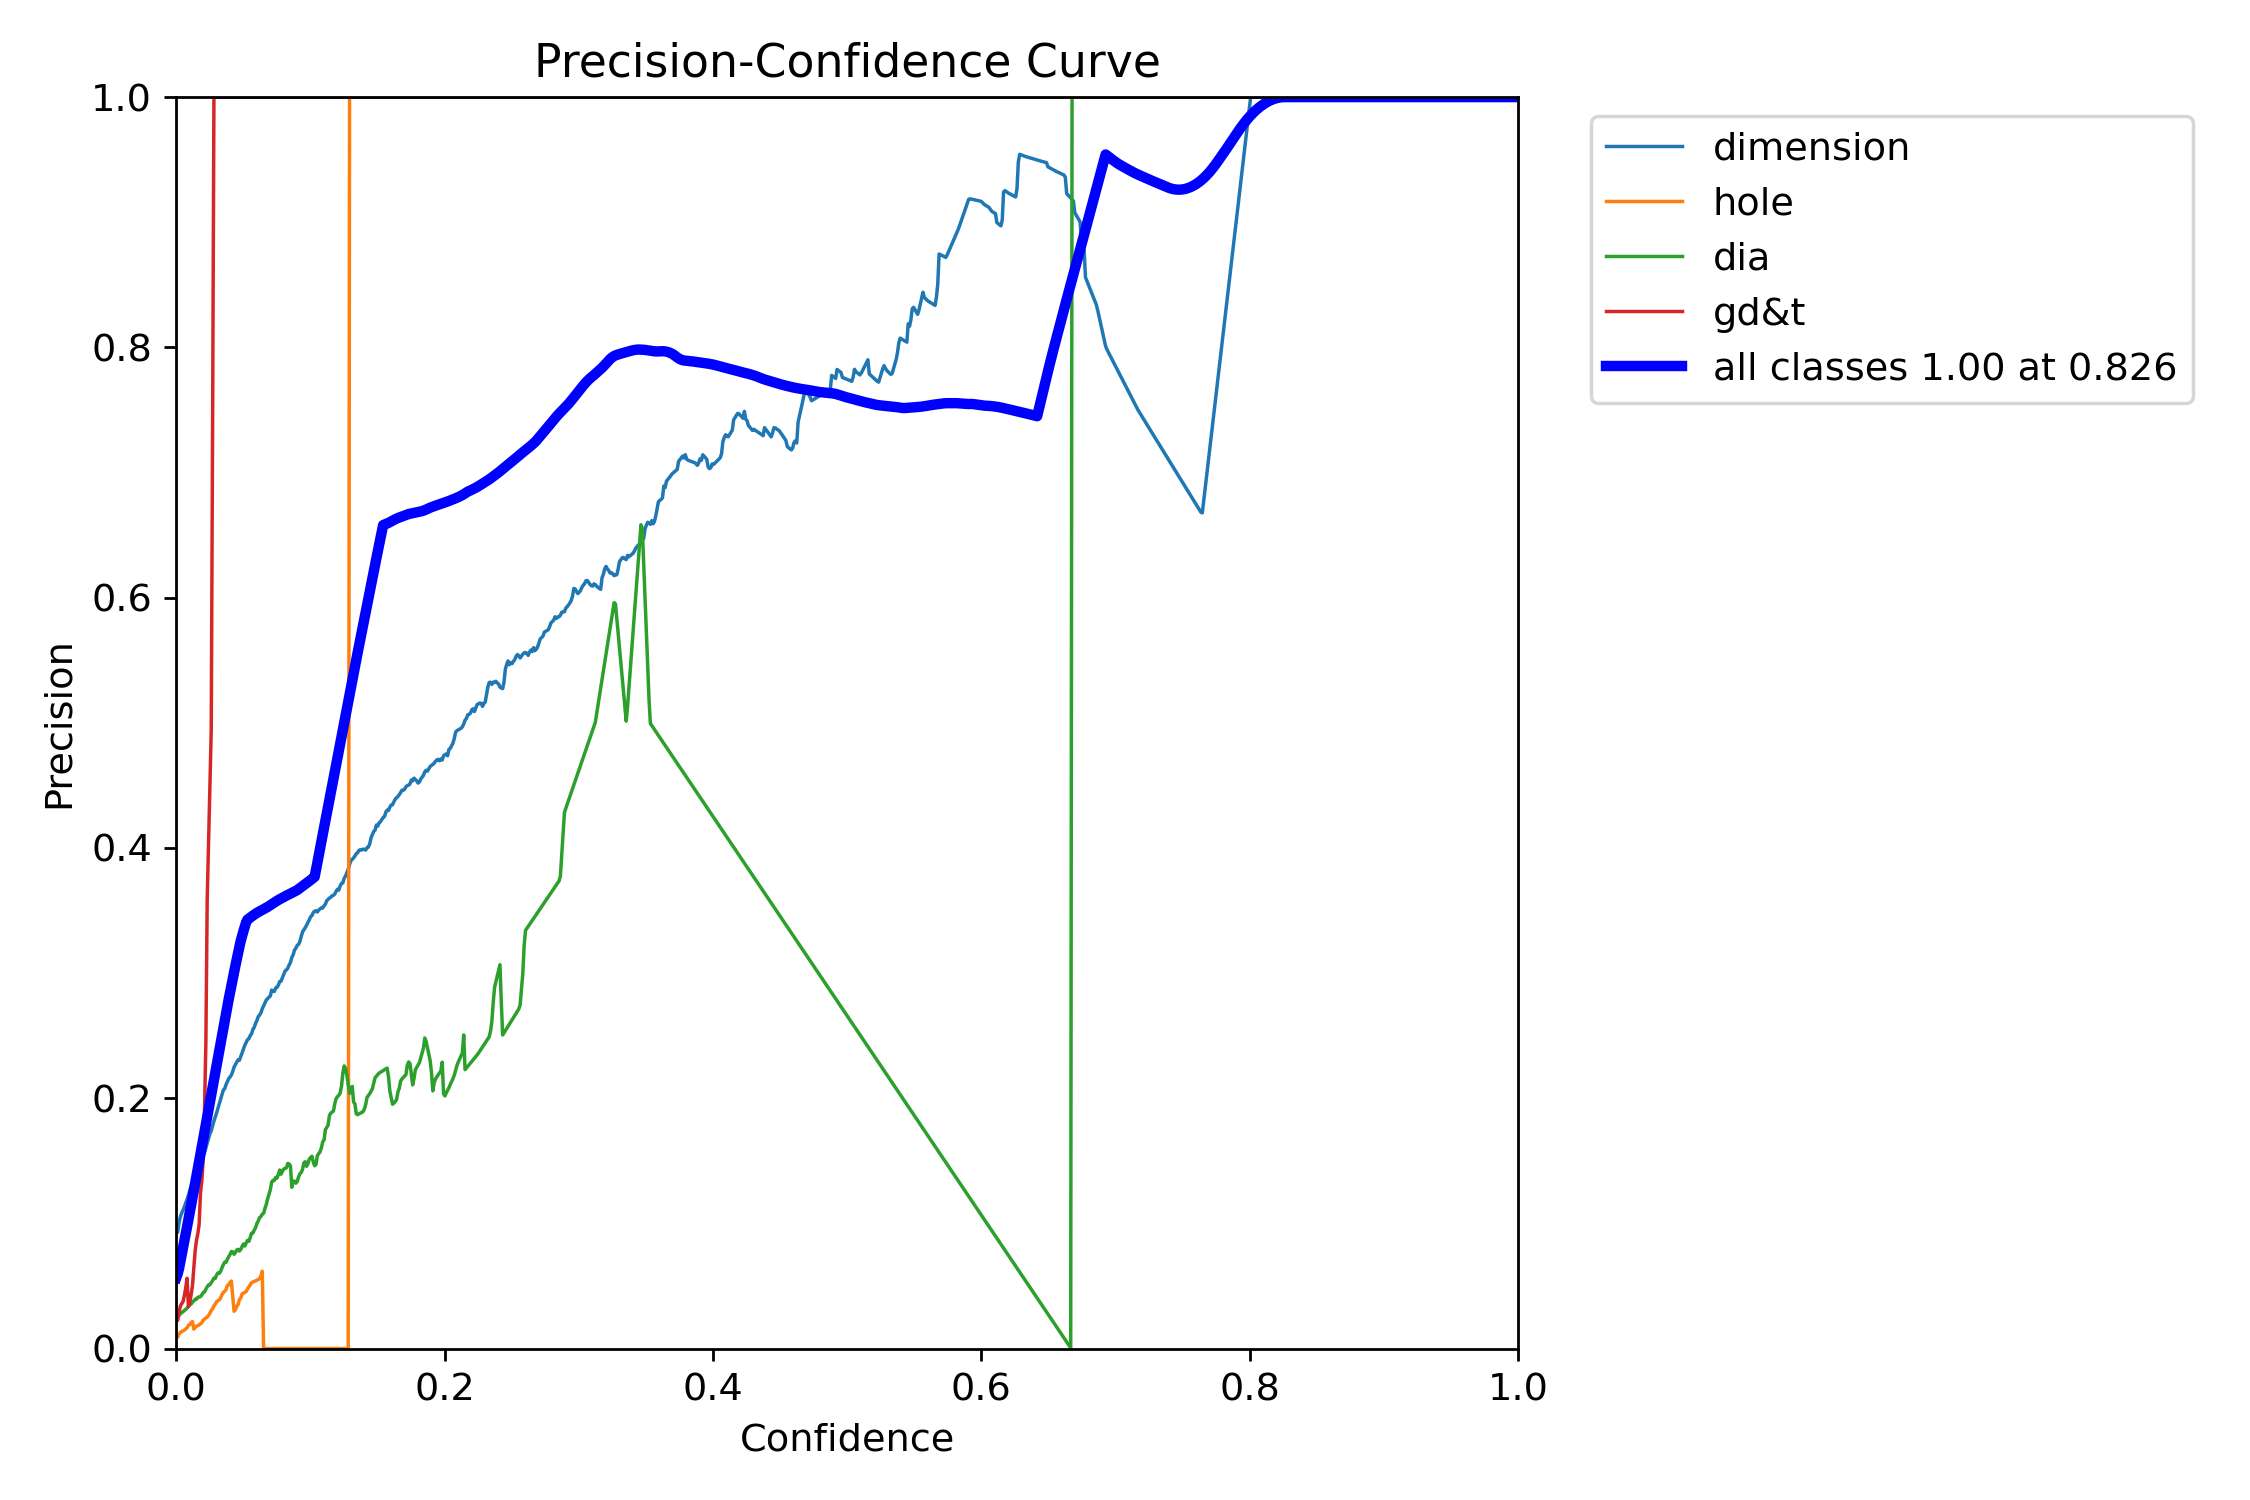 Precision-Confidence Curve
1.0
0.8
0.6
0.4
0.2
0.0
Precision
0.0 0.2 0.4 0.6 0.8 1.0
Confidence
dimension
hole
dia
gd&t
all classes 1.00 at 0.826